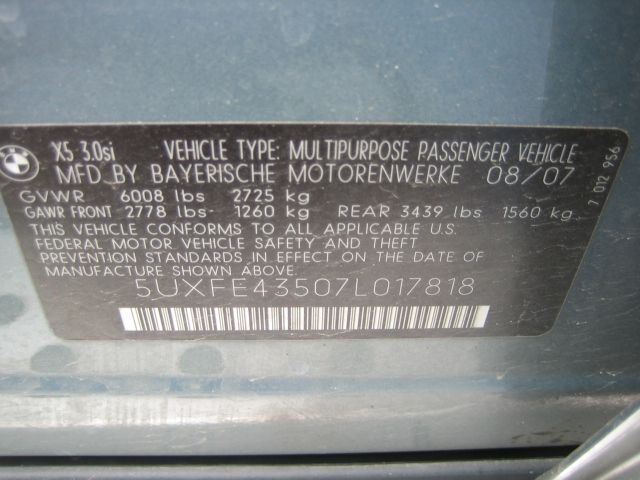 BMW
X5 3.0si VEHICLE TYPE: MULTIPURPOSE PASSENGER VEHICLE
MFD BY BAYERISCHE MOTORENWERKE 08/07
GVWR 6008 lbs 2725 kg
GAWR FRONT 2778 lbs- 1260 kg REAR 3439 lbs 1560 kg
THIS VEHICLE CONFORMS TO ALL APPLICABLE U.S.
FEDERAL MOTOR VEHICLE SAFETY AND THEFT
PREVENTION STANDARDS IN EFFECT ON THE DATE OF
MANUFACTURE SHOWN ABOVE.
5UXFE43507L017818
7 012 956